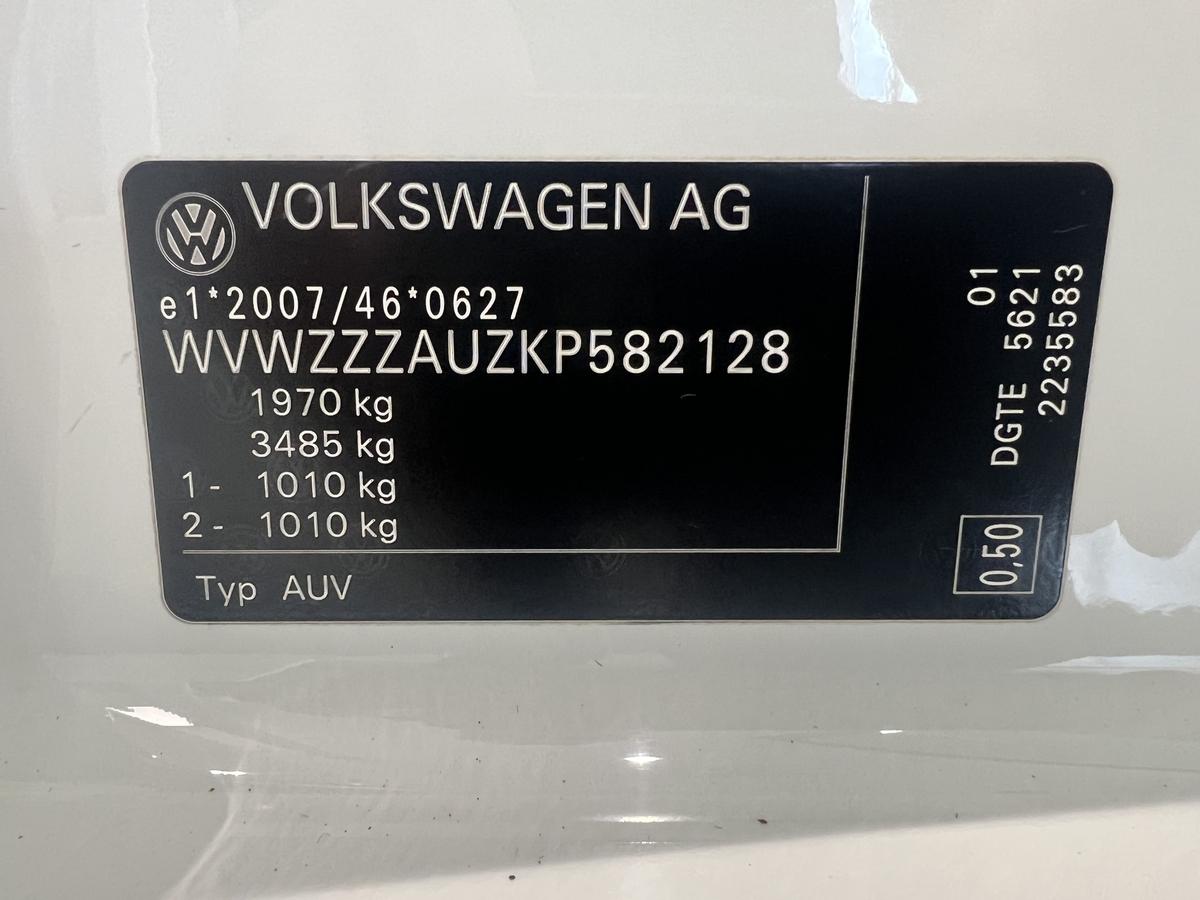 VOLKSWAGEN AG
e1*2007/46*0627
WVWZZZAUZKP582128
1970 kg
3485 kg
1- 1010 kg
2- 1010 kg
Typ AUV
01
DGTE 5621
2235583
0,50